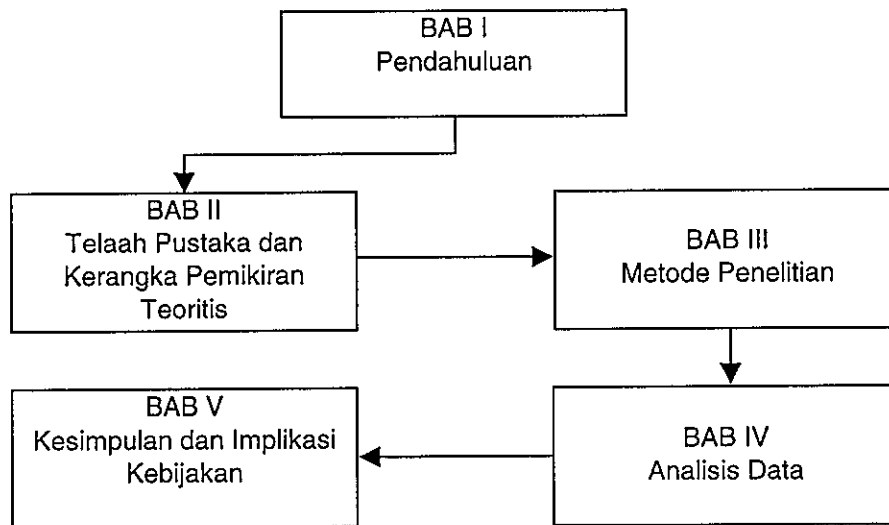 BAB I
Pendahuluan
BAB II
Telaah Pustaka dan
Kerangka Pemikiran
Teoritis
BAB III
Metode Penelitian
BAB IV
Analisis Data
BAB V
Kesimpulan dan Implikasi
Kebijakan